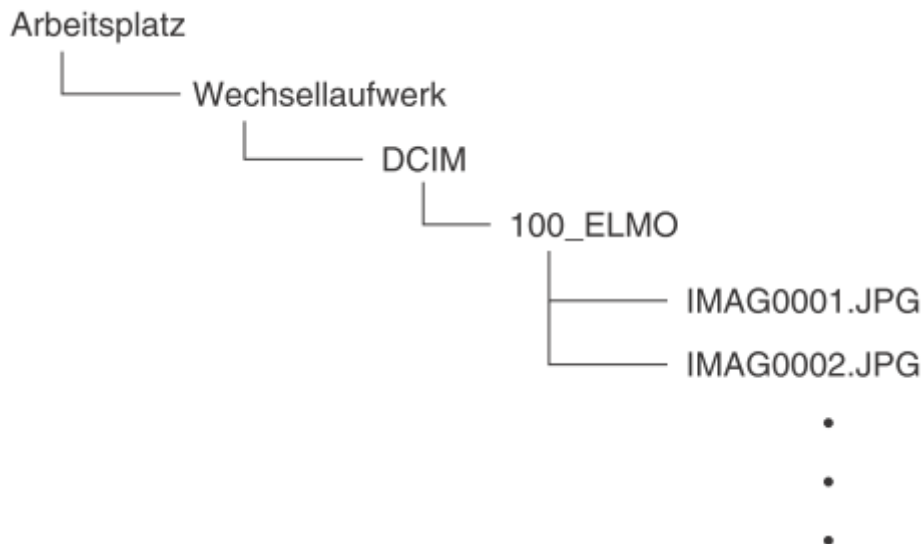 Arbeitsplatz
Wechsellaufwerk
DCIM
100_ELMO
IMAG0001.JPG
IMAG0002.JPG